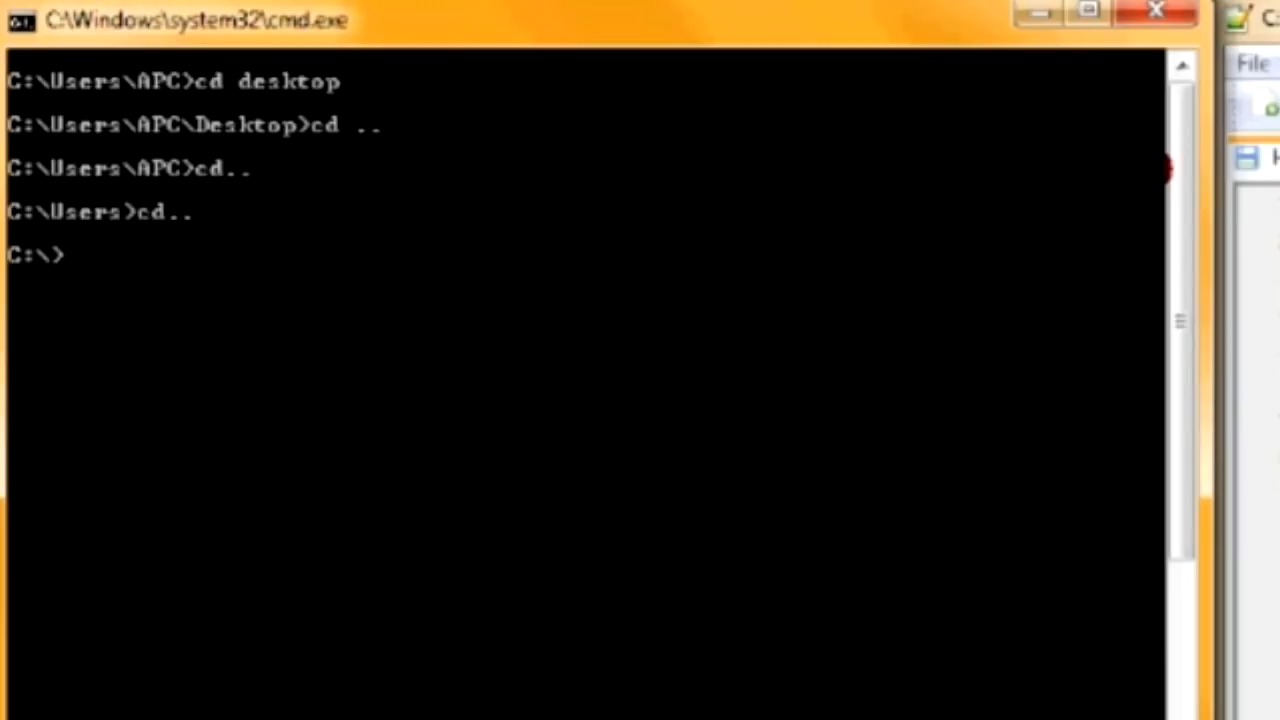 C:\Windows\system32\cmd.exe
C:\Users\APC>cd desktop
C:\Users\APC\Desktop>cd ..
C:\Users\APC>cd..
C:\Users>cd..
C:\>
File